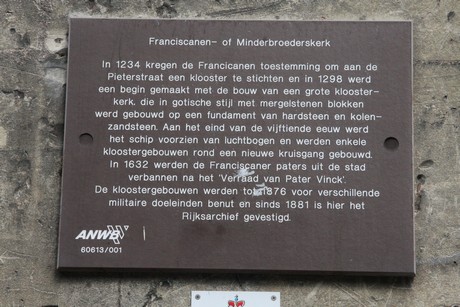 Franciscanen- of Minderbroederskerk
In 1234 kregen de Francicanen toestemming om aan de
Pieterstraat een klooster te stichten en in 1298 werd
een begin gemaakt met de bouw van een grote klooster-
kerk, die in gotische stijl met mergelstenen blokken
werd gebouwd op een fundament van hardsteen en kolen-
zandsteen. Aan het eind van de vijftiende eeuw werd
het schip voorzien van luchtbogen en werden enkele
kloostergebouwen rond een nieuwe kruisgang gebouwd.
In 1632 werden de Franciscaner paters uit de stad
verbannen na het 'Verraad van Pater Vinck'.
De kloostergebouwen werden tot 1876 voor verschillende
militaire doeleinden benut en sinds 1881 is hier het
Rijksarchief gevestigd.
ANWB
60613/001